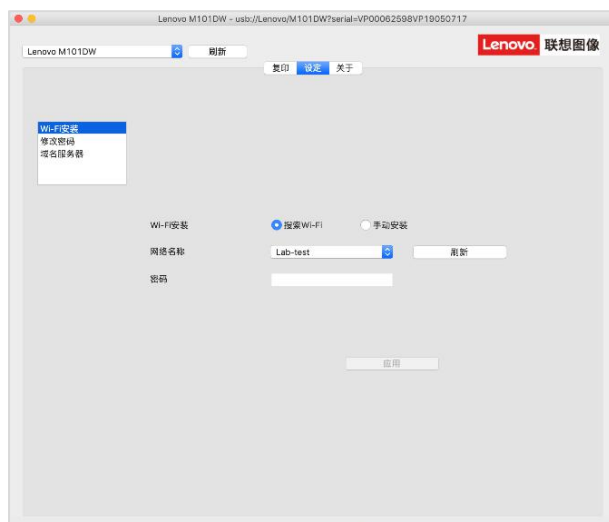 Lenovo M101DW - usb://Lenovo/M101DW?serial=VP00062598VP19050717
Lenovo M101DW 刷新
Lenovo. 联想图像
复印 设定 关于
Wi-Fi安装
修改密码
域名服务器
Wi-Fi安装 搜索Wi-Fi 手动安装
网络名称 Lab-test 刷新
密码
应用